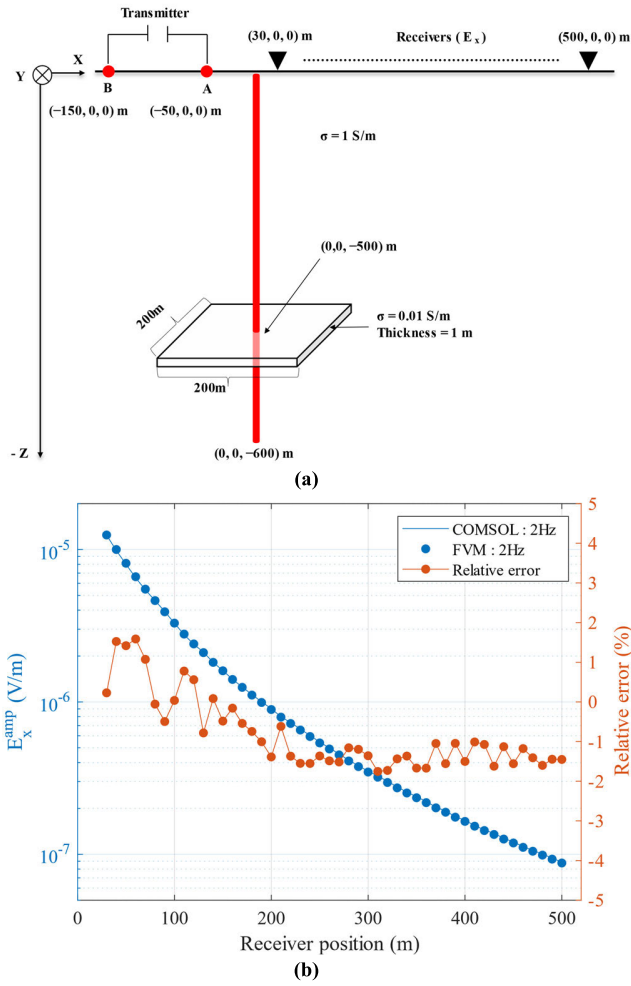 Transmitter
(30, 0, 0) m
Receivers ( Eₓ )
(500, 0, 0) m
Y
X
B
A
(−150, 0, 0) m
(−50, 0, 0) m
σ = 1 S/m
(0,0, −500) m
200m
σ = 0.01 S/m
Thickness = 1 m
200m
- Z
(0, 0, −600) m
(a)
COMSOL : 2Hz
FVM : 2Hz
Relative error
10⁻⁵
10⁻⁶
10⁻⁷
Eₓᵃᵐᵖ (V/m)
5
4
3
2
1
0
-1
-2
-3
-4
-5
Relative error (%)
0
100
200
300
400
500
Receiver position (m)
(b)